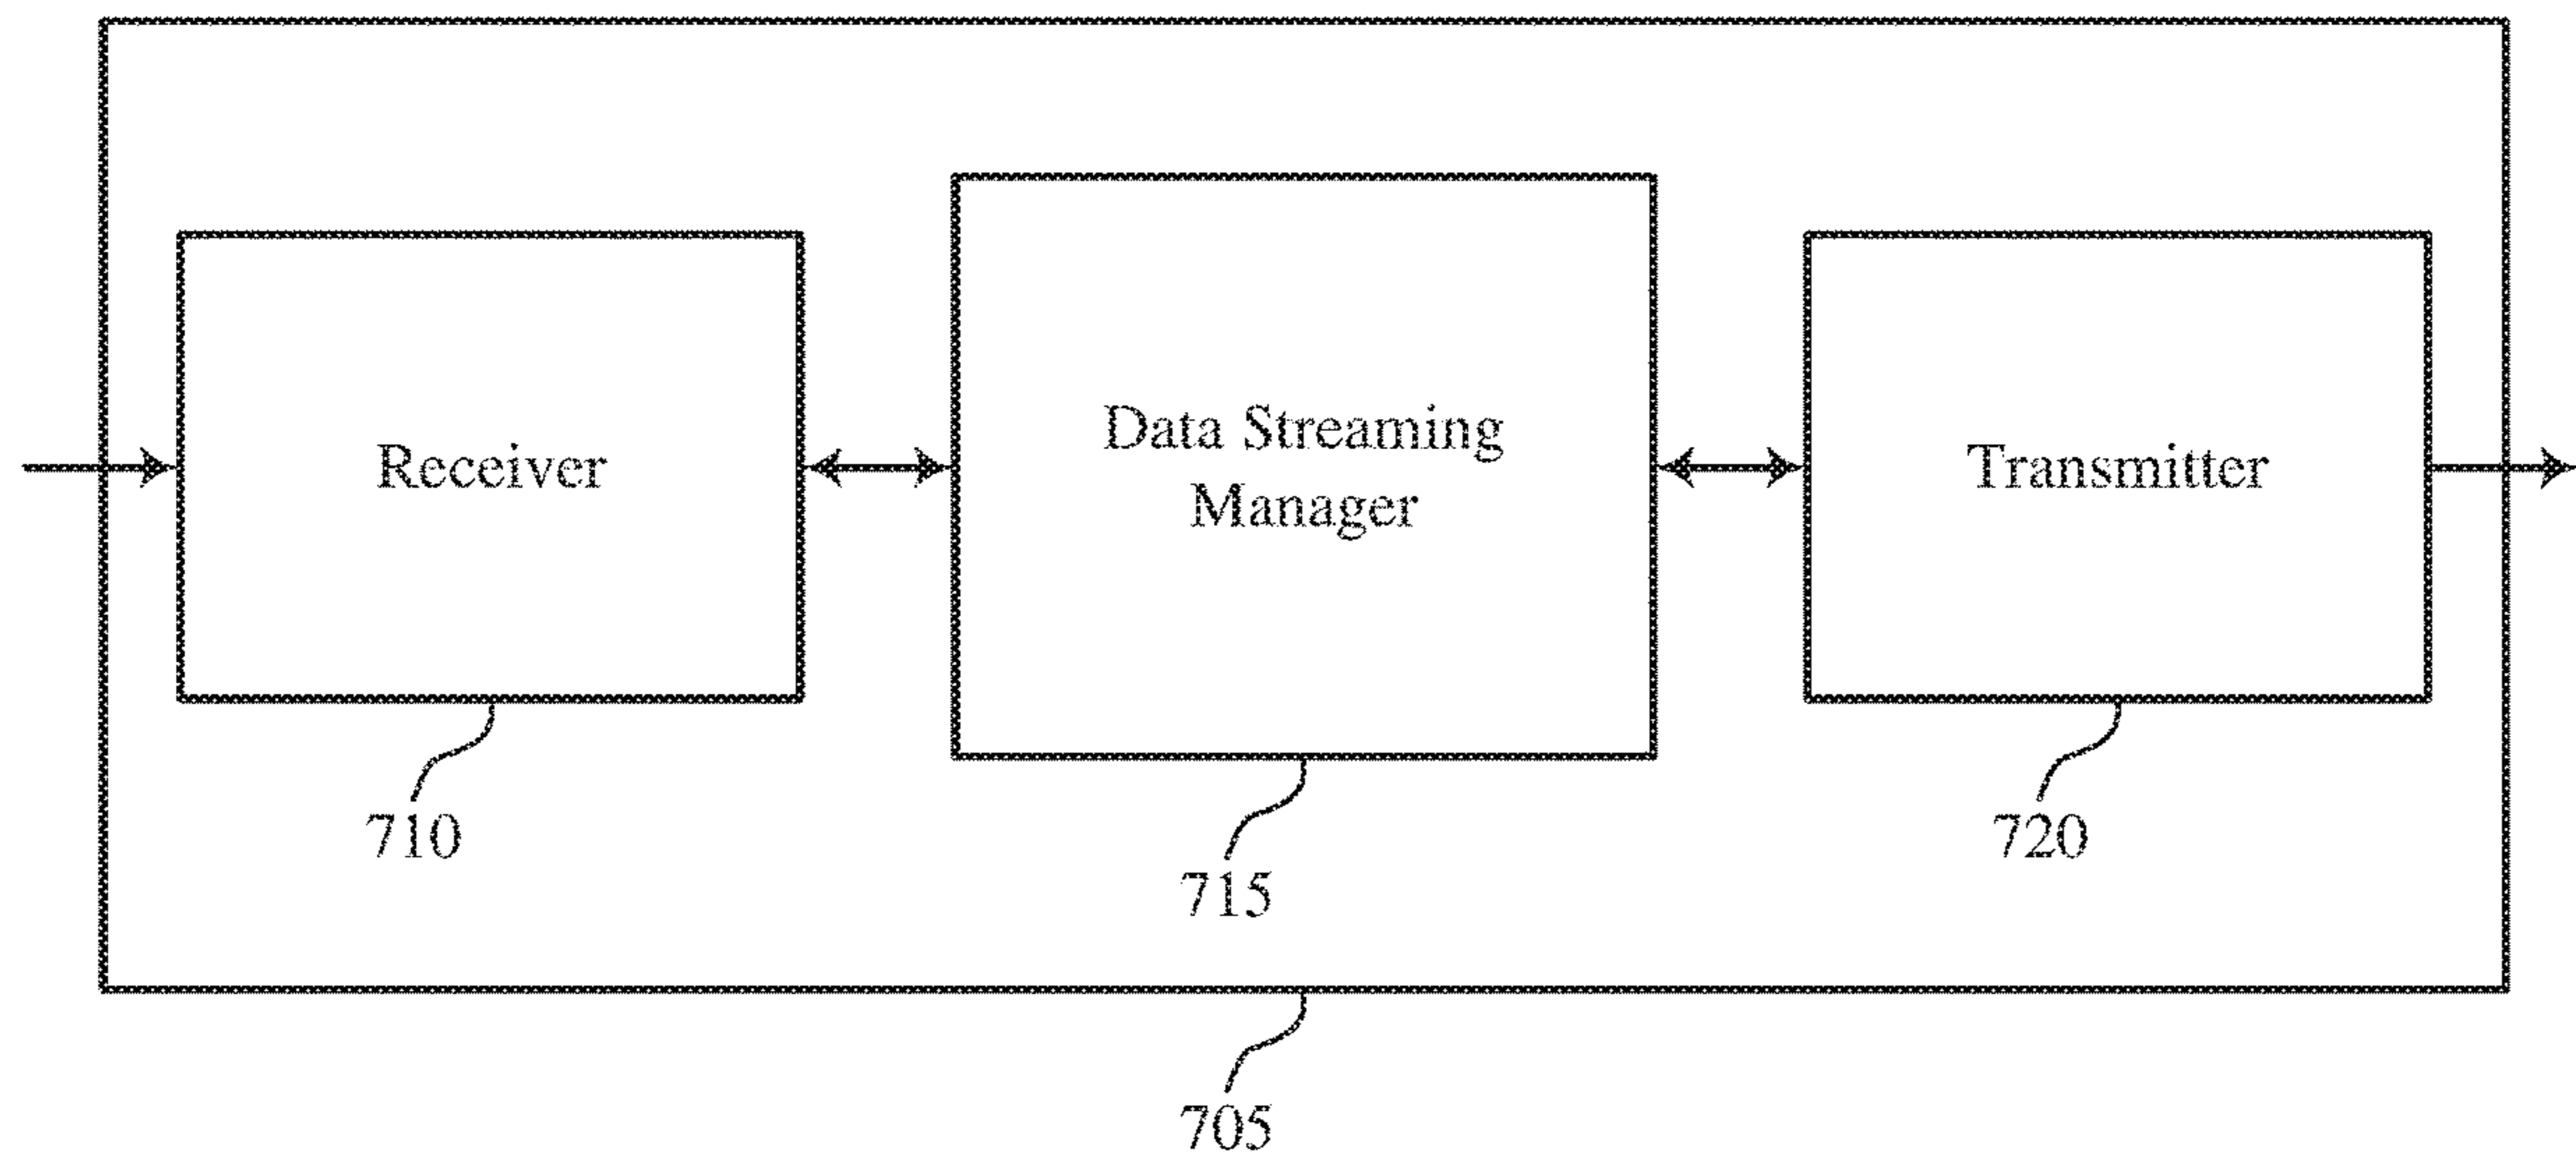 Receiver
Data Streaming
Manager
Transmitter
710
715
720
705